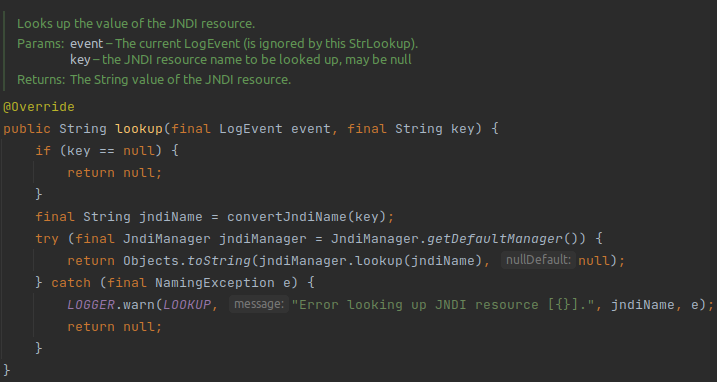 Looks up the value of the JNDI resource.
Params: event – The current LogEvent (is ignored by this StrLookup).
key – the JNDI resource name to be looked up, may be null
Returns: The String value of the JNDI resource.
@Override
public String lookup(final LogEvent event, final String key) {
if (key == null) {
return null;
}
final String jndiName = convertJndiName(key);
try (final JndiManager jndiManager = JndiManager.getDefaultManager()) {
return Objects.toString(jndiManager.lookup(jndiName), nullDefault: null);
} catch (final NamingException e) {
LOGGER.warn(LOOKUP, message: "Error looking up JNDI resource [{}].", jndiName, e);
return null;
}
}